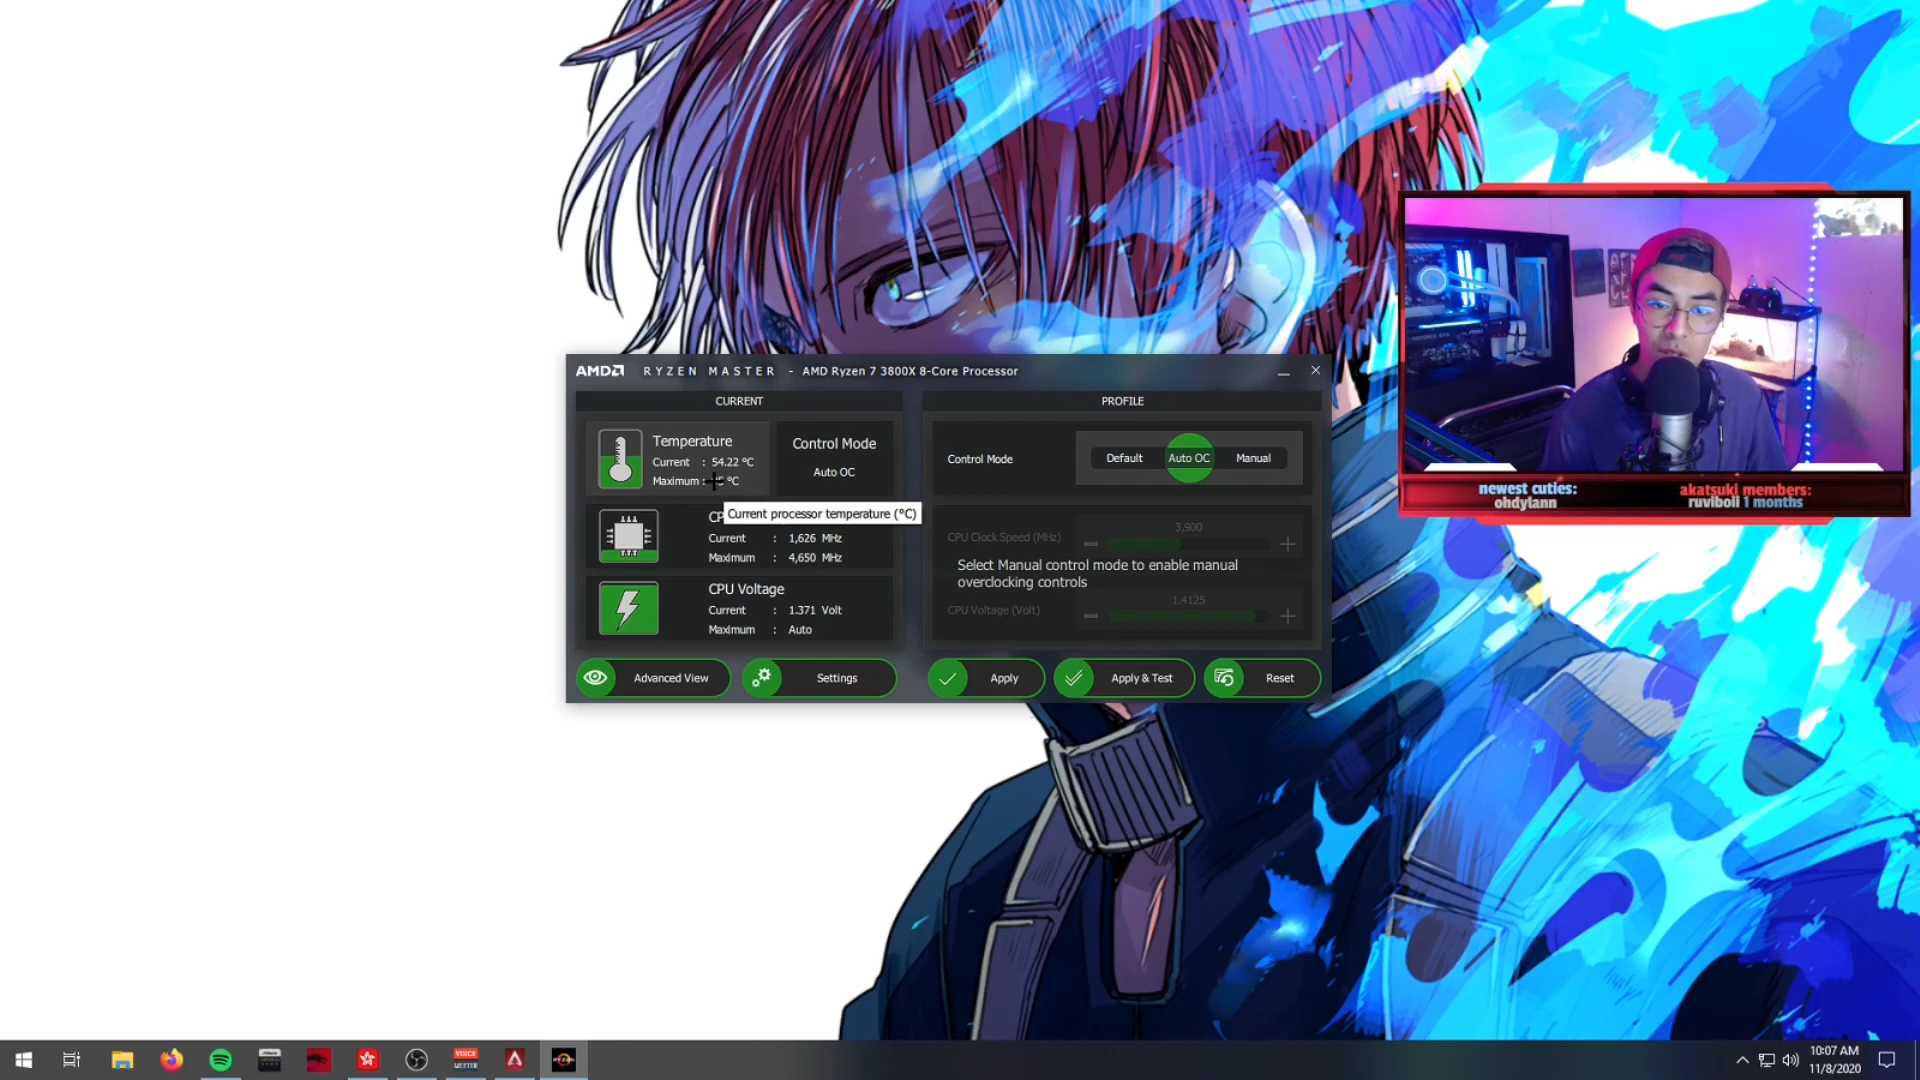 AMD RYZEN MASTER - AMD Ryzen 7 3800X 8-Core Processor
CURRENT
PROFILE
Temperature
Current : 54.22 °C
Maximum : °C
Control Mode
Auto OC
Control Mode
Default
Auto OC
Manual
Current processor temperature (°C)
Current : 1,626 MHz
Maximum : 4,650 MHz
CPU Clock Speed (MHz)
3,900
Select Manual control mode to enable manual
overclocking controls
CPU Voltage
Current : 1.371 Volt
Maximum : Auto
CPU Voltage (Volt)
1.4125
Advanced View
Settings
Apply
Apply & Test
Reset
newest cuties:
ohdylann
akatsuki members:
ruviboii 1 months
VOICE
MEETER
RYZEN
10:07 AM
11/8/2020